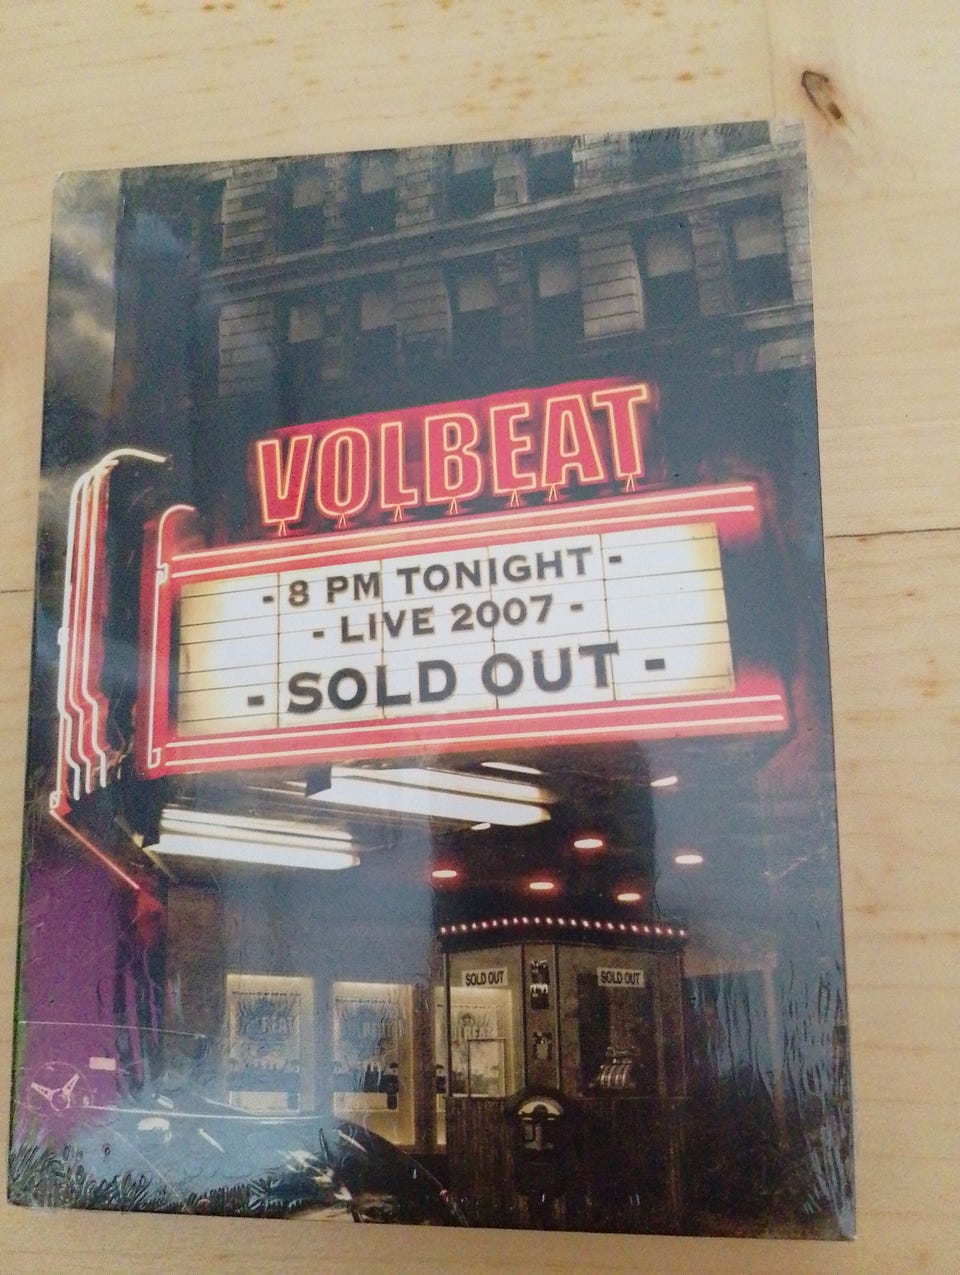 VOLBEAT
- 8 PM TONIGHT -
- LIVE 2007 -
- SOLD OUT -
SOLD OUT
SOLD OUT